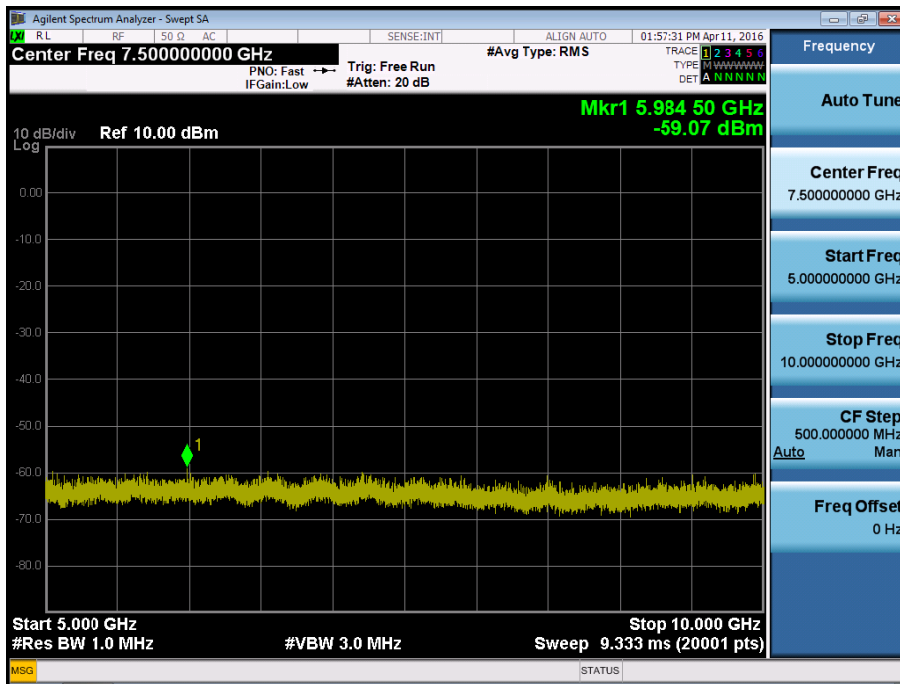 Agilent Spectrum Analyzer - Swept SA
LXI RL RF 50 Ω AC SENSE:INT ALIGN AUTO 01:57:31 PM Apr 11, 2016
Center Freq 7.500000000 GHz
PNO: Fast
IFGain:Low
Trig: Free Run
#Atten: 20 dB
#Avg Type: RMS
TRACE 1 2 3 4 5 6
TYPE M WWWWW
DET A N N N N N
Mkr1 5.984 50 GHz
-59.07 dBm
10 dB/div Ref 10.00 dBm
Log
0.00
-10.0
-20.0
-30.0
-40.0
-50.0
-60.0
-70.0
-80.0
1
Start 5.000 GHz Stop 10.000 GHz
#Res BW 1.0 MHz #VBW 3.0 MHz Sweep 9.333 ms (20001 pts)
MSG STATUS
Frequency
Auto Tune
Center Freq
7.500000000 GHz
Start Freq
5.000000000 GHz
Stop Freq
10.000000000 GHz
CF Step
500.000000 MHz
Auto Man
Freq Offset
0 Hz